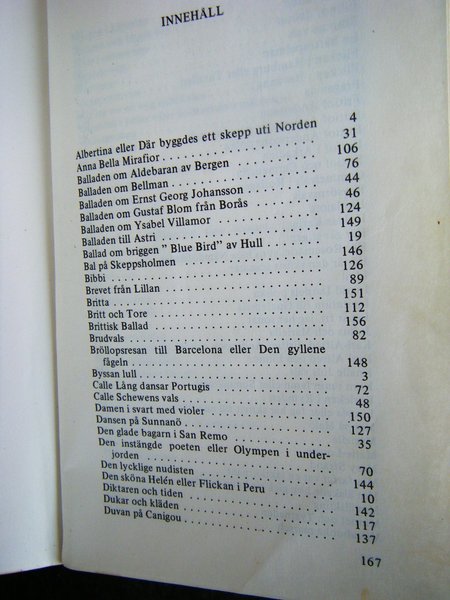 INNEHÅLL
Albertina eller Där byggdes ett skepp uti Norden 4
Anna Bella Mirafior 31
Balladen om Aldebaran av Bergen 106
Balladen om Bellman 76
Balladen om Ernst Georg Johansson 44
Balladen om Gustaf Blom från Borås 46
Balladen om Ysabel Villamor 124
Balladen till Astri 149
Ballad om briggen " Blue Bird" av Hull 19
Bal på Skeppsholmen 146
Bibbi 126
Brevet från Lillan 89
Britta 151
Britt och Tore 112
Brittisk Ballad 156
Brudvals 82
Bröllopsresan till Barcelona eller Den gyllene
fågeln 148
Byssan lull 3
Calle Lång dansar Portugis 72
Calle Schewens vals 48
Damen i svart med violer 150
Dansen på Sunnanö 127
Den glade bagarn i San Remo 35
Den instängde poeten eller Olympen i under-
jorden 70
Den lycklige nudisten 144
Den sköna Helén eller Flickan i Peru 10
Diktaren och tiden 142
Dukar och kläden 117
Duvan på Canigou 137
167